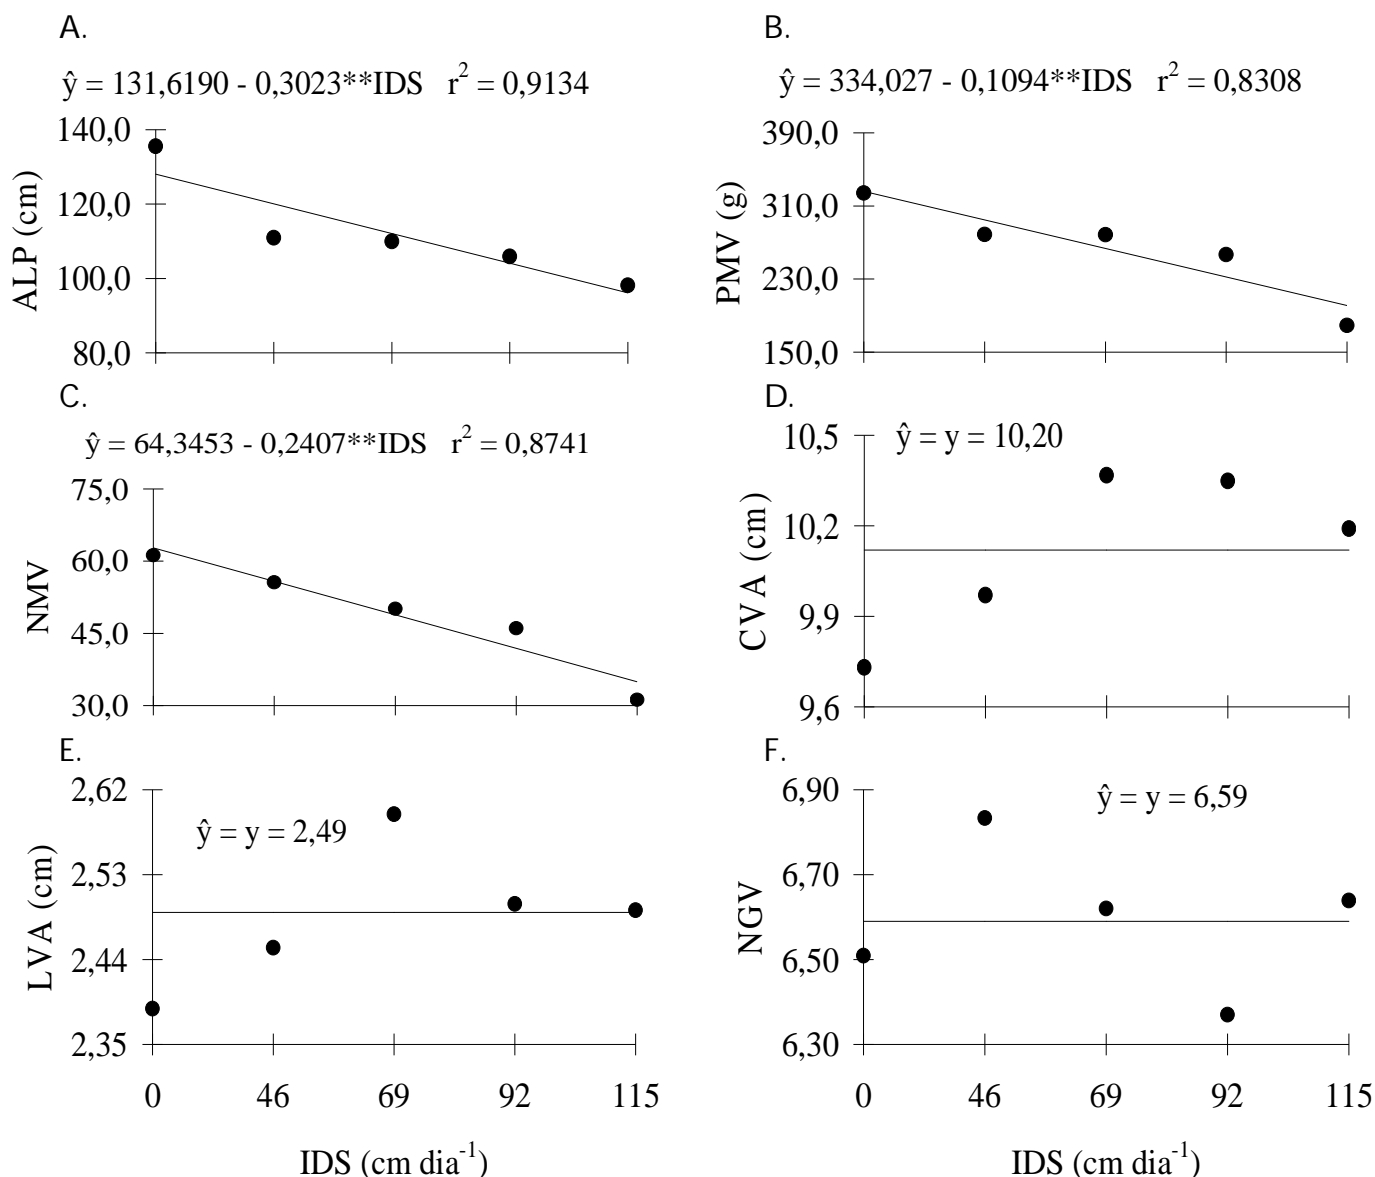 A.
ŷ = 131,6190 - 0,3023**IDS r² = 0,9134
140,0
120,0
100,0
80,0
ALP (cm)
B.
ŷ = 334,027 - 0,1094**IDS r² = 0,8308
390,0
310,0
230,0
150,0
PMV (g)
C.
ŷ = 64,3453 - 0,2407**IDS r² = 0,8741
75,0
60,0
45,0
30,0
NMV
D.
ŷ = y = 10,20
10,5
10,2
9,9
9,6
CVA (cm)
E.
ŷ = y = 2,49
2,62
2,53
2,44
2,35
LVA (cm)
0 46 69 92 115
IDS (cm dia⁻¹)
F.
ŷ = y = 6,59
6,90
6,70
6,50
6,30
NGV
0 46 69 92 115
IDS (cm dia⁻¹)